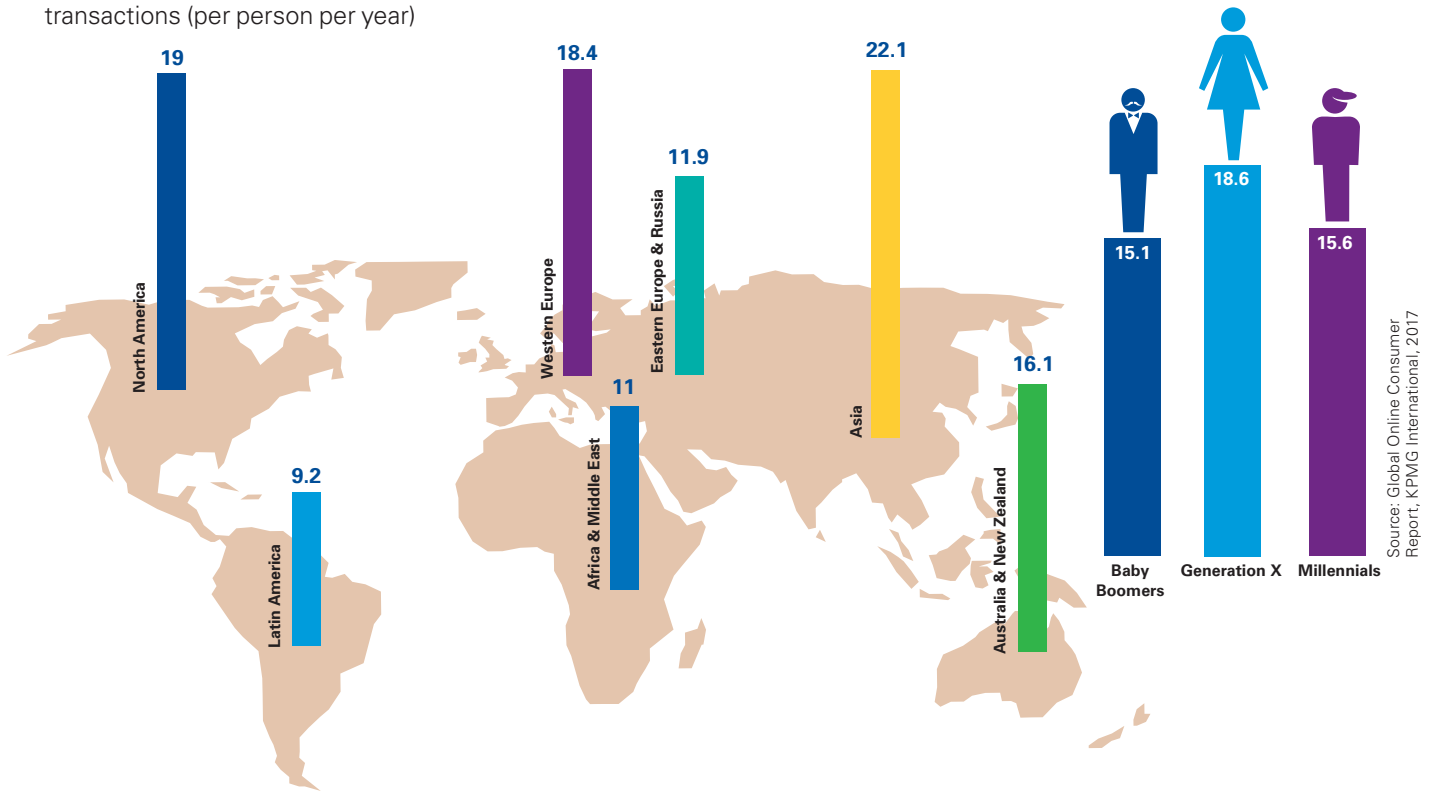 transactions (per person per year)
19
North America
9.2
Latin America
18.4
Western Europe
11.9
Eastern Europe & Russia
11
Africa & Middle East
22.1
Asia
16.1
Australia & New Zealand
15.1
Baby
Boomers
18.6
Generation X
15.6
Millennials
Source: Global Online Consumer
Report, KPMG International, 2017